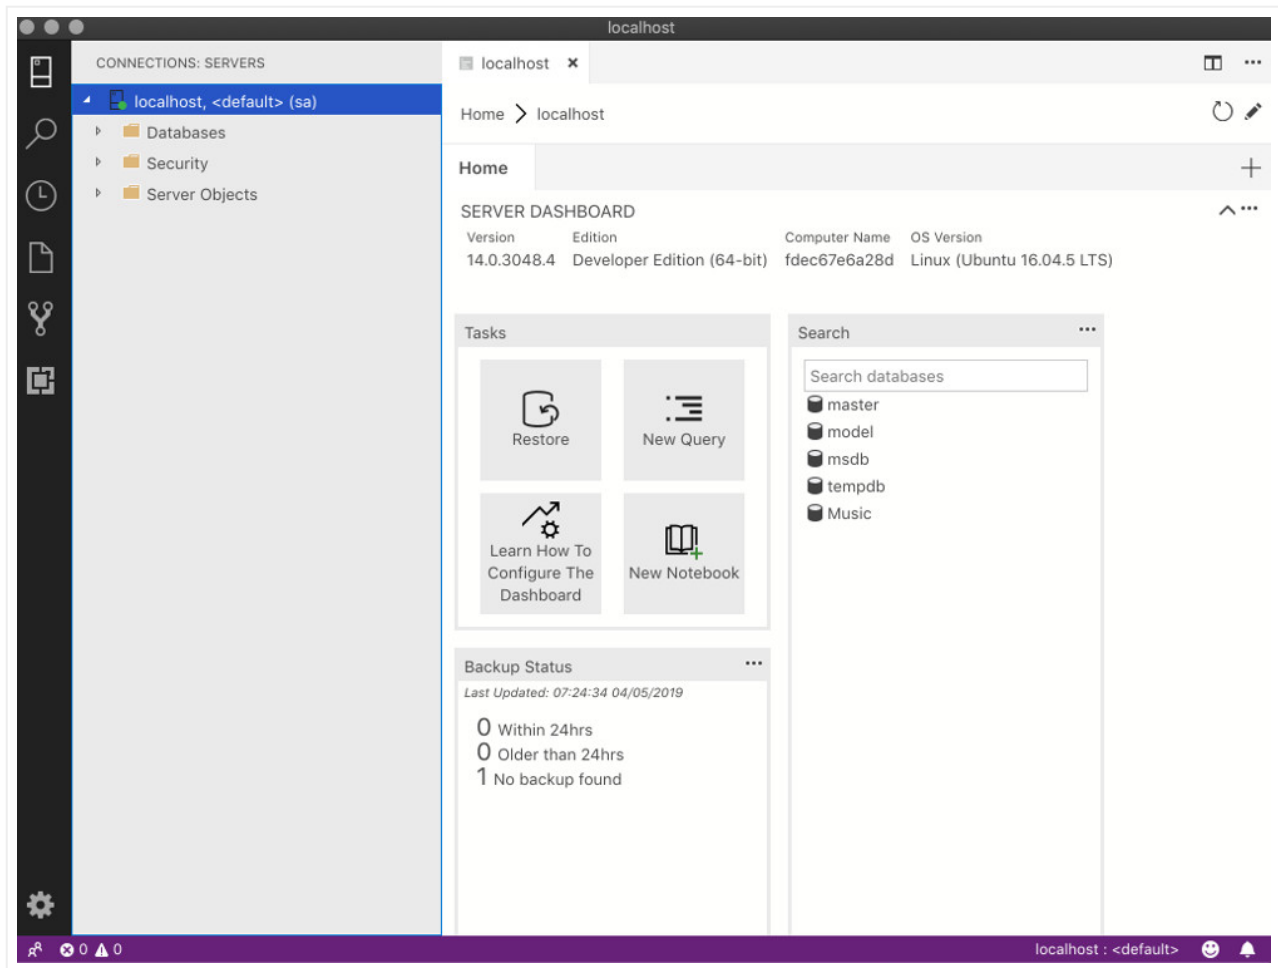 localhost
CONNECTIONS: SERVERS
localhost, <default> (sa)
Databases
Security
Server Objects
localhost
Home localhost
Home
SERVER DASHBOARD
Version Edition Computer Name OS Version
14.0.3048.4 Developer Edition (64-bit) fdec67e6a28d Linux (Ubuntu 16.04.5 LTS)
Tasks
Restore
New Query
Learn How To
Configure The
Dashboard
New Notebook
Search
Search databases
master
model
msdb
tempdb
Music
Backup Status
Last Updated: 07:24:34 04/05/2019
0 Within 24hrs
0 Older than 24hrs
1 No backup found
0 0
localhost : <default>